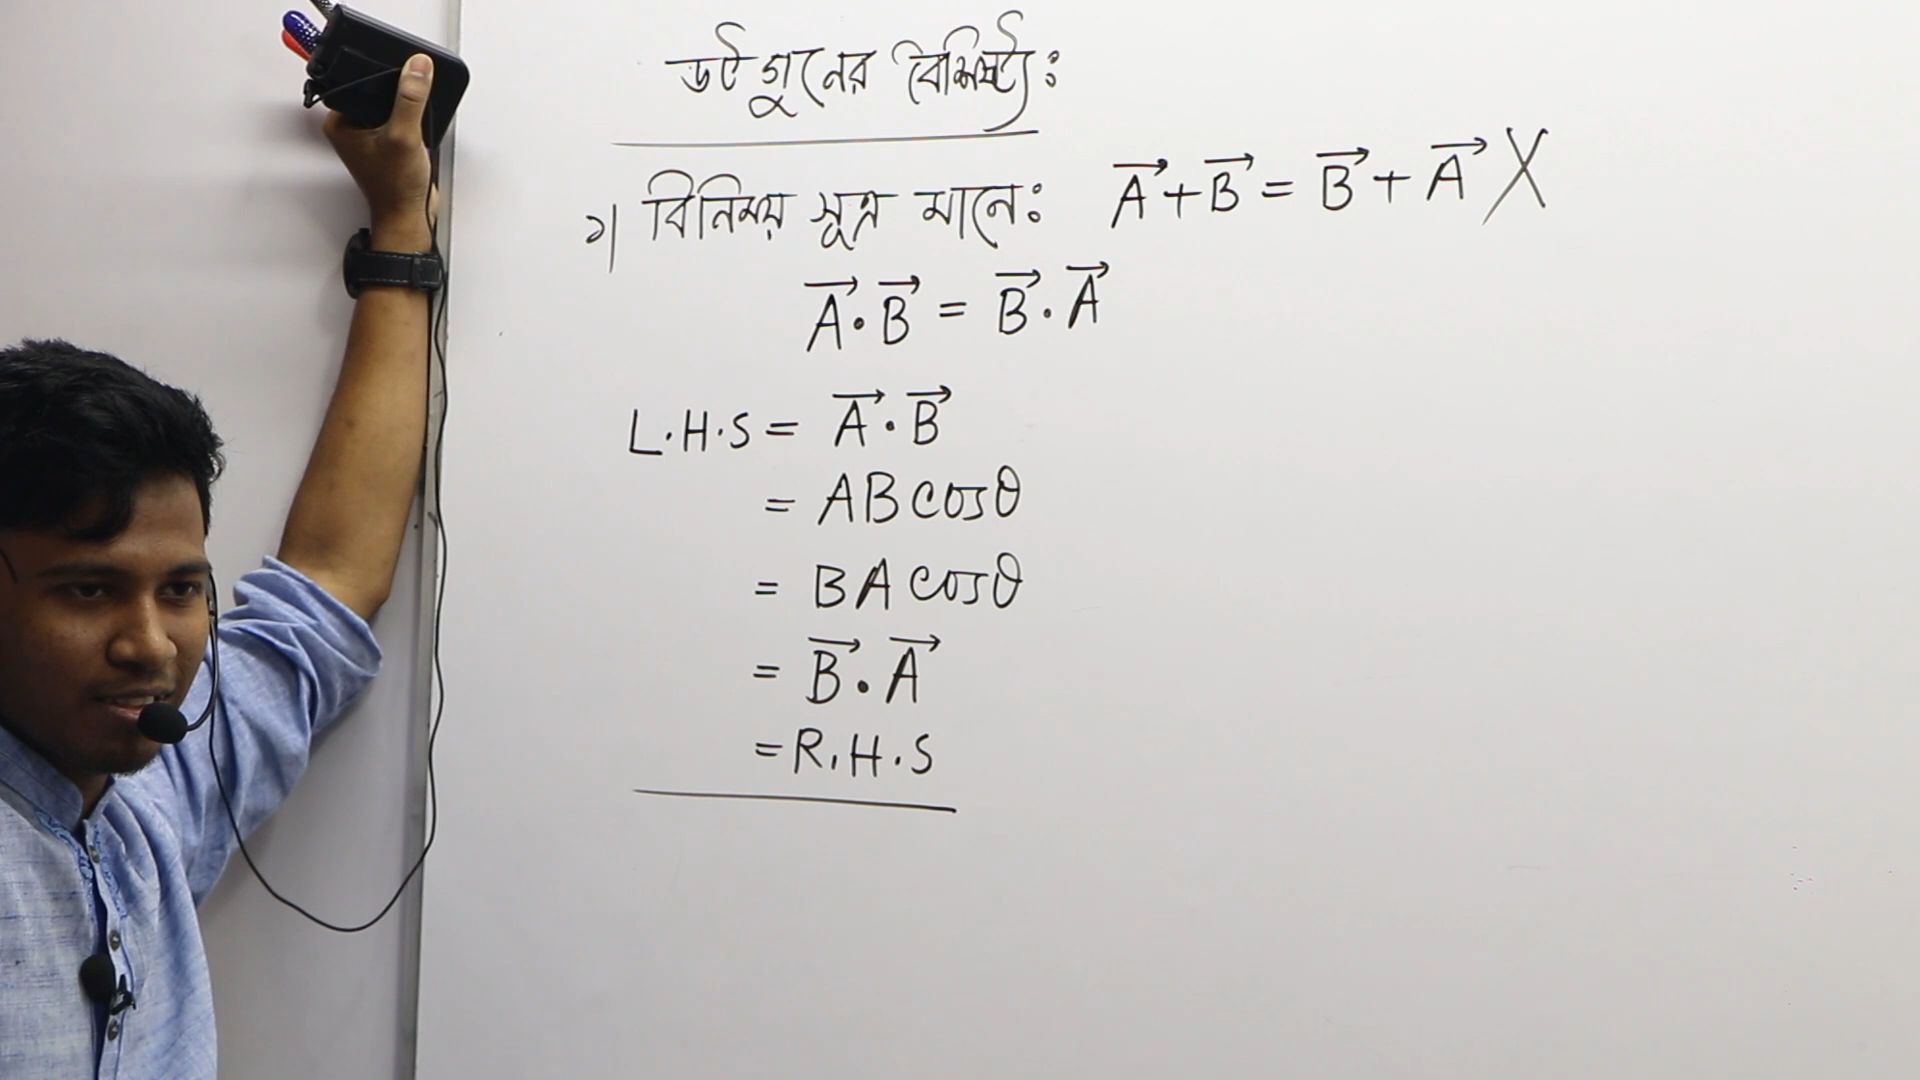 ডট গুনের বৈশিষ্ট্য:
১| বিনিময় সূত্র মানে: A⃗ + B⃗ = B⃗ + A⃗ X
A⃗ · B⃗ = B⃗ · A⃗
L.H.S = A⃗ · B⃗
= AB cosθ
= BA cosθ
= B⃗ · A⃗
= R.H.S